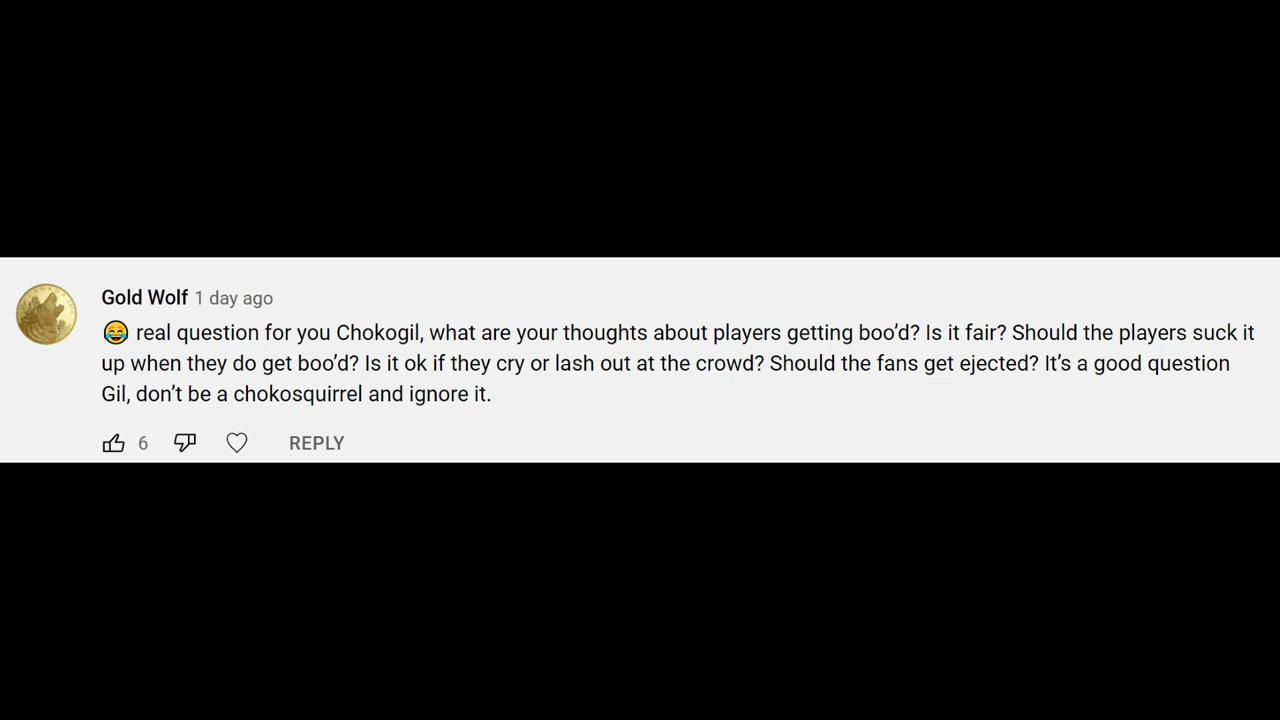 Gold Wolf 1 day ago
😂 real question for you Chokogil, what are your thoughts about players getting boo’d? Is it fair? Should the players suck it
up when they do get boo’d? Is it ok if they cry or lash out at the crowd? Should the fans get ejected? It’s a good question
Gil, don’t be a chokosquirrel and ignore it.
6 REPLY